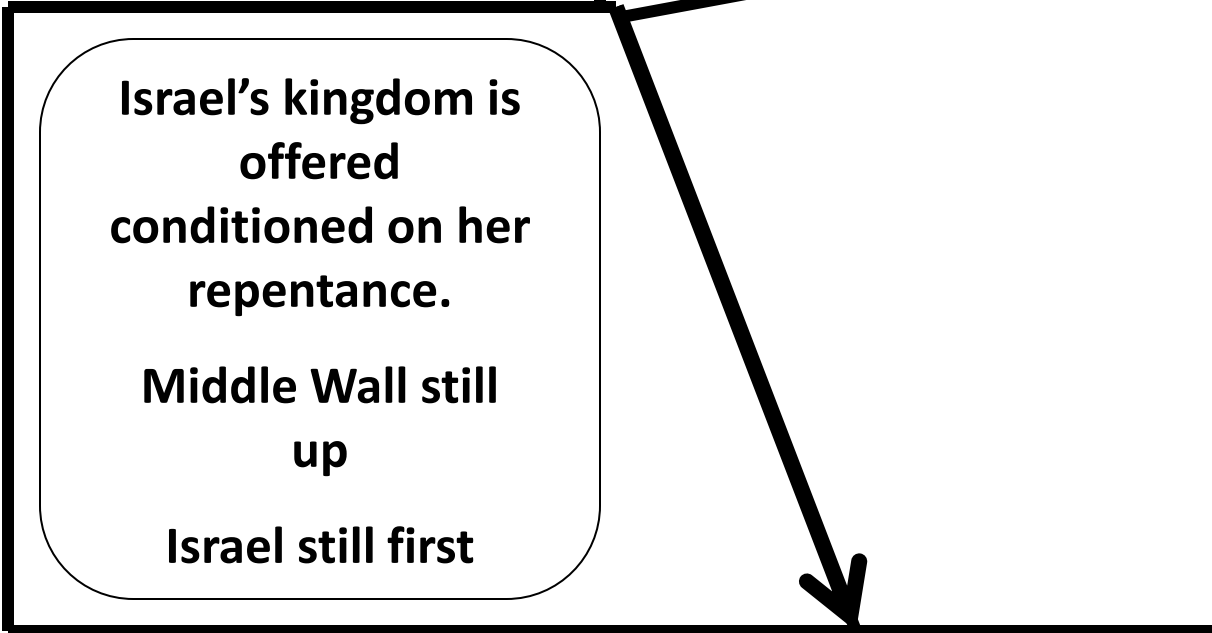 Israel’s kingdom is
offered
conditioned on her
repentance.
Middle Wall still
up
Israel still first